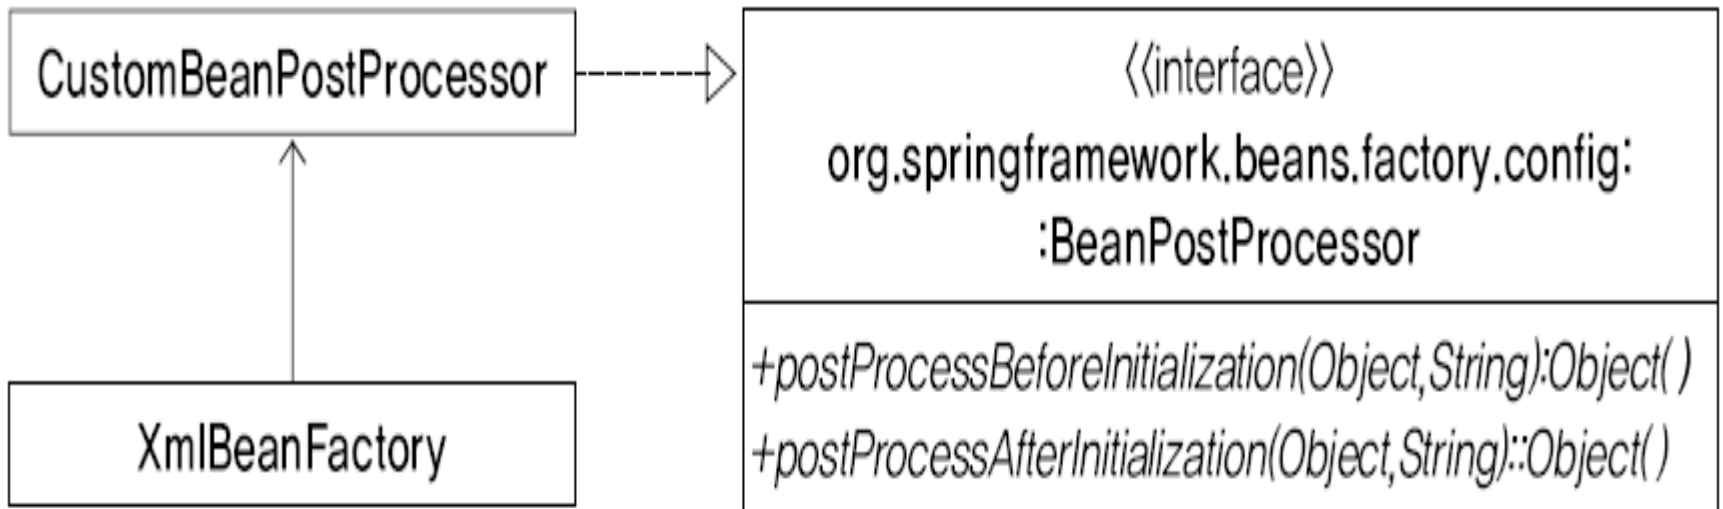 CustomBeanPostProcessor
⟨⟨interface⟩⟩
org.springframework.beans.factory.config:
:BeanPostProcessor
+postProcessBeforeInitialization(Object,String):Object()
+postProcessAfterInitialization(Object,String)::Object()
XmlBeanFactory